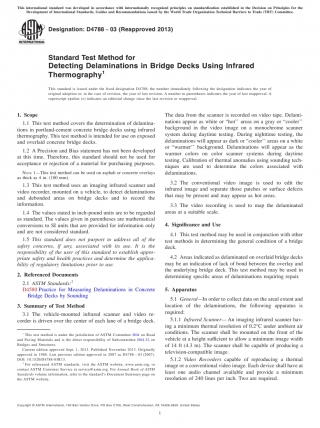 This international standard was developed in accordance with internationally recognized principles on standardization established in the Decision on Principles for the
Development of International Standards, Guides and Recommendations issued by the World Trade Organization Technical Barriers to Trade (TBT) Committee.
Designation: D4788 − 03 (Reapproved 2013)
Standard Test Method for
Detecting Delaminations in Bridge Decks Using Infrared
Thermography1
This standard is issued under the fixed designation D4788; the number immediately following the designation indicates the year of
original adoption or, in the case of revision, the year of last revision. A number in parentheses indicates the year of last reapproval. A
superscript epsilon (ε) indicates an editorial change since the last revision or reapproval.
1. Scope
1.1 This test method covers the determination of delamina-
tions in portland-cement concrete bridge decks using infrared
thermography. This test method is intended for use on exposed
and overlaid concrete bridge decks.
1.2 A Precision and Bias statement has not been developed
at this time. Therefore, this standard should not be used for
acceptance or rejection of a material for purchasing purposes.
NOTE 1—This test method can be used on asphalt or concrete overlays
as thick as 4 in. (100 mm).
1.3 This test method uses an imaging infrared scanner and
video recorder, mounted on a vehicle, to detect delaminations
and debonded areas on bridge decks and to record the
information.
1.4 The values stated in inch-pound units are to be regarded
as standard. The values given in parentheses are mathematical
conversions to SI units that are provided for information only
and are not considered standard.
1.5 This standard does not purport to address all of the
safety concerns, if any, associated with its use. It is the
responsibility of the user of this standard to establish appro-
priate safety and health practices and determine the applica-
bility of regulatory limitations prior to use.
2. Referenced Documents
2.1 ASTM Standards:2
D4580 Practice for Measuring Delaminations in Concrete
Bridge Decks by Sounding
3. Summary of Test Method
3.1 The vehicle-mounted infrared scanner and video re-
corder is driven over the center of each lane of a bridge deck.
1 This test method is under the jurisdiction of ASTM Committee D04 on Road
and Paving Materials and is the direct responsibility of Subcommittee D04.32 on
Bridges and Structures.
Current edition approved Sept. 1, 2013. Published November 2013. Originally
approved in 1988. Last previous edition approved in 2007 as D4788 – 03 (2007).
DOI: 10.1520/D4788-03R13.
2 For referenced ASTM standards, visit the ASTM website, www.astm.org, or
contact ASTM Customer Service at service@astm.org. For Annual Book of ASTM
Standards volume information, refer to the standard's Document Summary page on
the ASTM website.
The data from the scanner is recorded on video tape. Delami-
nations appear as white or “hot” areas on a gray or “cooler”
background in the video image on a monochrome scanner
system during daytime testing. During nighttime testing, the
delaminations will appear as dark or “cooler” areas on a white
or “warmer” background. Delaminations will appear as the
warmer colors on color scanner systems during daytime
testing. Calibration of thermal anomalies using sounding tech-
niques are used to determine the colors associated with
delaminations.
3.2 The conventional video image is used to edit the
infrared image and separate those patches or surface defects
that may be present and may appear as hot areas.
3.3 The video recording is used to map the delaminated
areas at a suitable scale.
4. Significance and Use
4.1 This test method may be used in conjunction with other
test methods in determining the general condition of a bridge
deck.
4.2 Areas indicated as delaminated on overlaid bridge decks
may be an indication of lack of bond between the overlay and
the underlying bridge deck. This test method may be used in
determining specific areas of delaminations requiring repair.
5. Apparatus
5.1 General—In order to collect data on the areal extent and
location of the delaminations, the following apparatus is
required:
5.1.1 Infrared Scanner—An imaging infrared scanner hav-
ing a minimum thermal resolution of 0.2°C under ambient air
conditions. The scanner shall be mounted on the front of the
vehicle at a height sufficient to allow a minimum image width
of 14 ft (4.3 m). The scanner shall be capable of producing a
television-compatible image.
5.1.2 Video Recorders capable of reproducing a thermal
image or a conventional video image. Each device shall have at
least one audio channel available and provide a minimum
resolution of 240 lines per inch. Two are required.
Copyright © ASTM International, 100 Barr Harbor Drive, PO Box C700, West Conshohocken, PA 19428-2959. United States
1